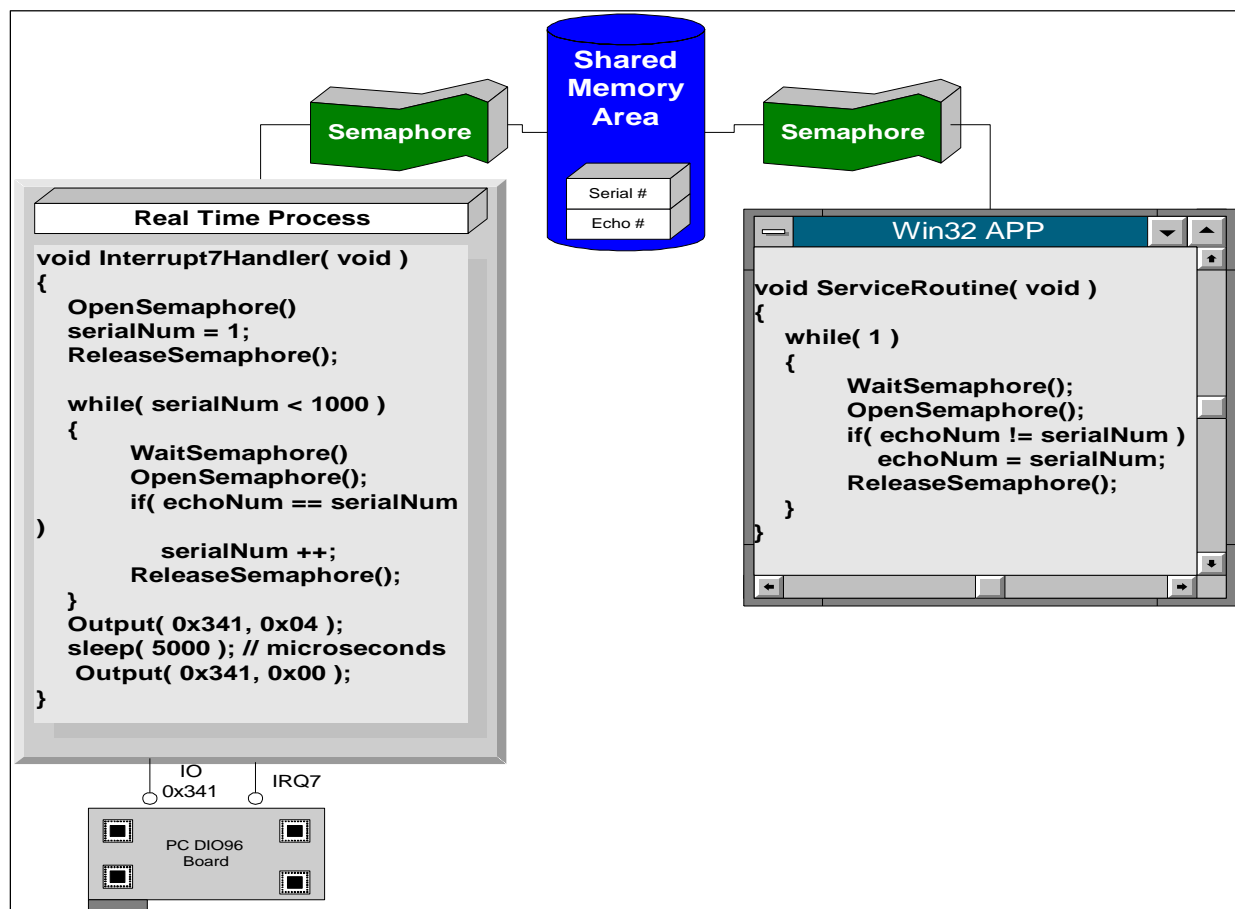 Shared
Memory
Area
Semaphore
Semaphore
Serial #
Echo #
Real Time Process
void Interrupt7Handler( void )
{
OpenSemaphore()
serialNum = 1;
ReleaseSemaphore();
while( serialNum < 1000 )
{
WaitSemaphore()
OpenSemaphore();
if( echoNum == serialNum
)
serialNum ++;
ReleaseSemaphore();
}
Output( 0x341, 0x04 );
sleep( 5000 ); // microseconds
Output( 0x341, 0x00 );
}
Win32 APP
void ServiceRoutine( void )
{
while( 1 )
{
WaitSemaphore();
OpenSemaphore();
if( echoNum != serialNum )
echoNum = serialNum;
ReleaseSemaphore();
}
}
IO
0x341
IRQ7
PC DIO96
Board